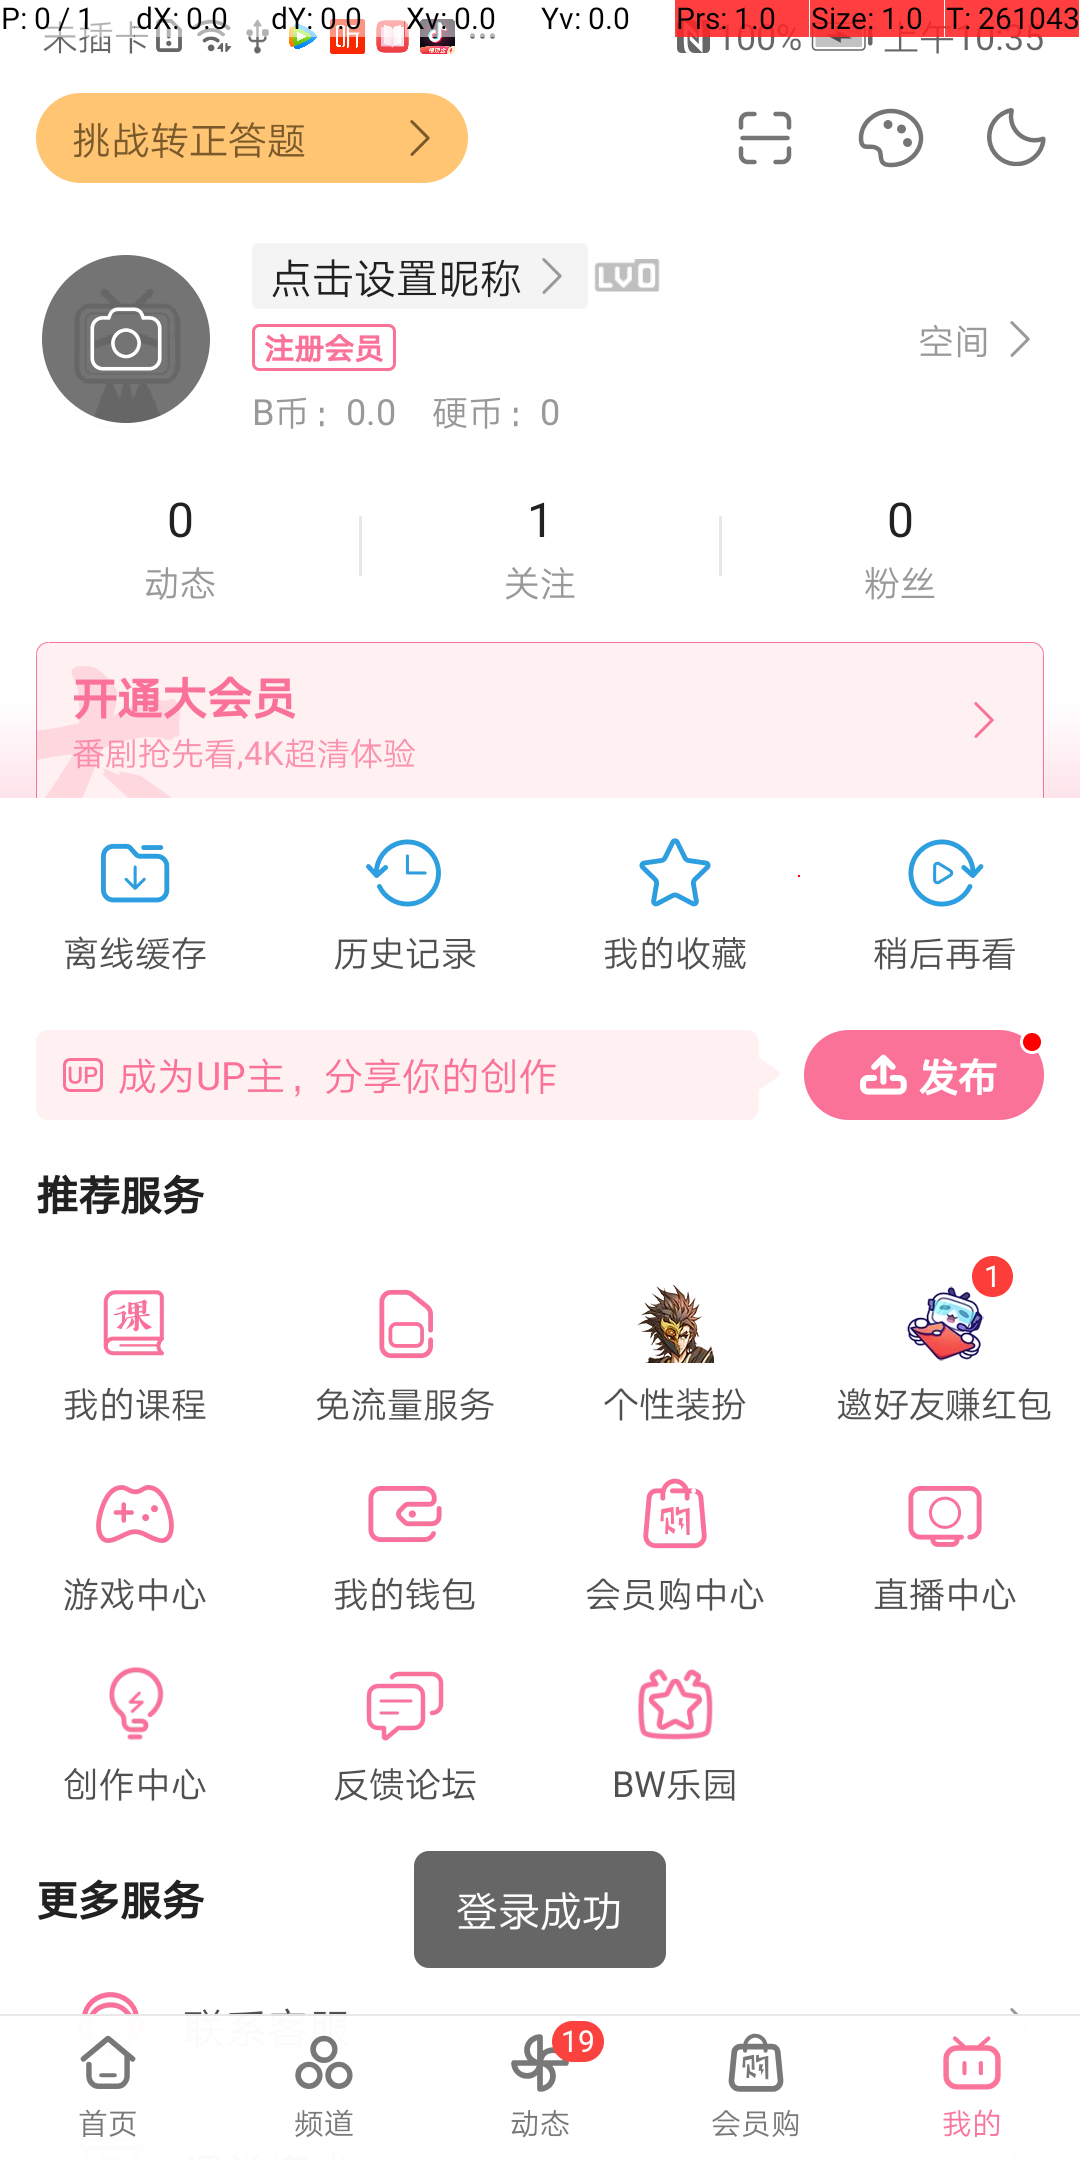 P: 0 / 1 dX: 0.0 dY: 0.0 Xv: 0.0 Yv: 0.0 Prs: 1.0 Size: 1.0 T: 261043
未插卡 100% 上午10:35
挑战转正答题
点击设置昵称 LV0
注册会员
空间
B币：0.0 硬币：0
0 1 0
动态 关注 粉丝
开通大会员
番剧抢先看,4K超清体验
离线缓存 历史记录 我的收藏 稍后再看
UP 成为UP主，分享你的创作 发布
推荐服务
课 1
我的课程 免流量服务 个性装扮 邀好友赚红包
购
游戏中心 我的钱包 会员购中心 直播中心
创作中心 反馈论坛 BW乐园
更多服务
登录成功
联系客服
19 购
首页 频道 动态 会员购 我的